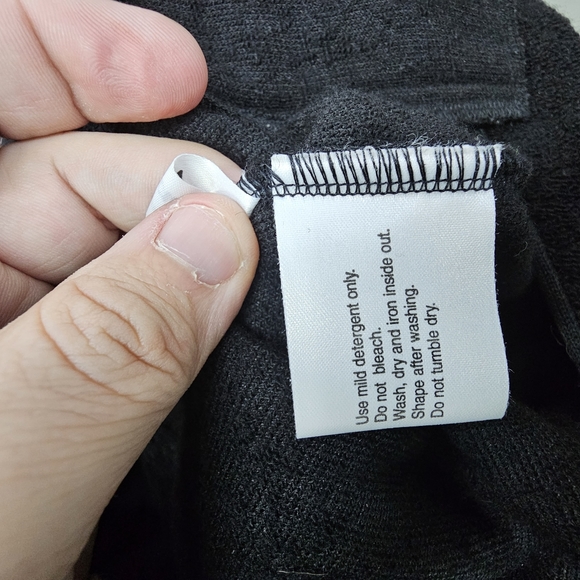 Use mild detergent only.
Do not bleach.
Wash, dry and iron inside out.
Shape after washing.
Do not tumble dry.